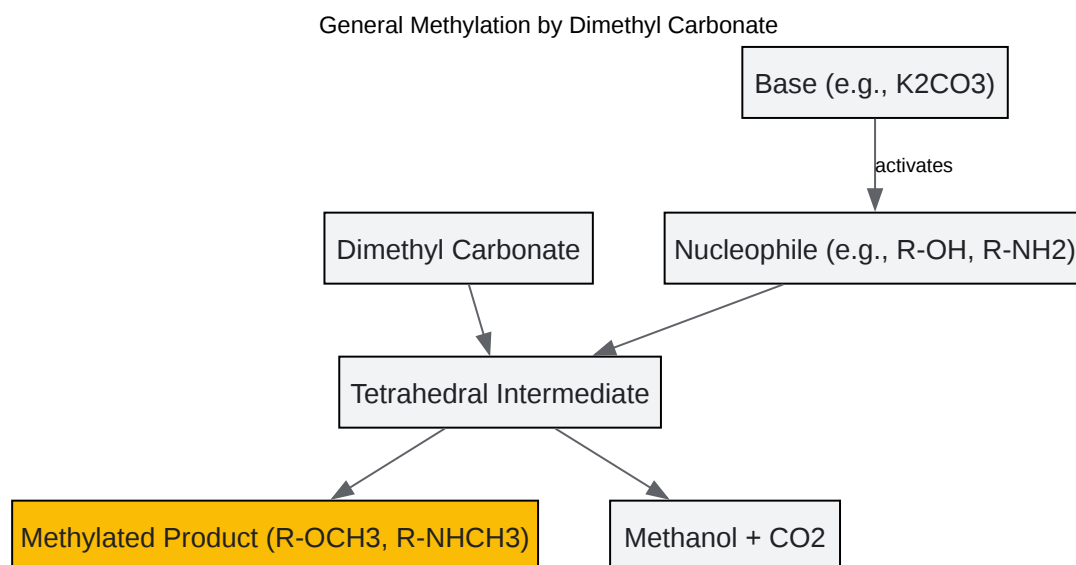 General Methylation by Dimethyl Carbonate
Base (e.g., K2CO3)
activates
Dimethyl Carbonate
Nucleophile (e.g., R-OH, R-NH2)
Tetrahedral Intermediate
Methylated Product (R-OCH3, R-NHCH3)
Methanol + CO2